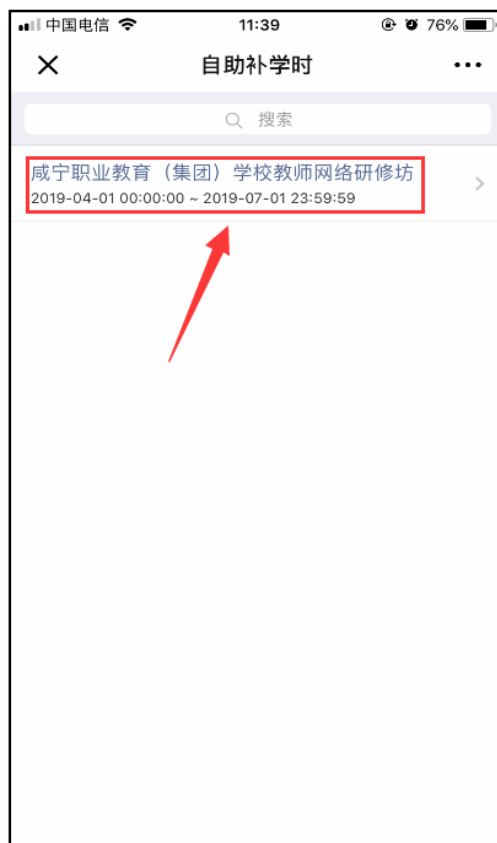 中国电信 11:39 76%
自助补学时
搜索
咸宁职业教育（集团）学校教师网络研修坊
2019-04-01 00:00:00 ~ 2019-07-01 23:59:59